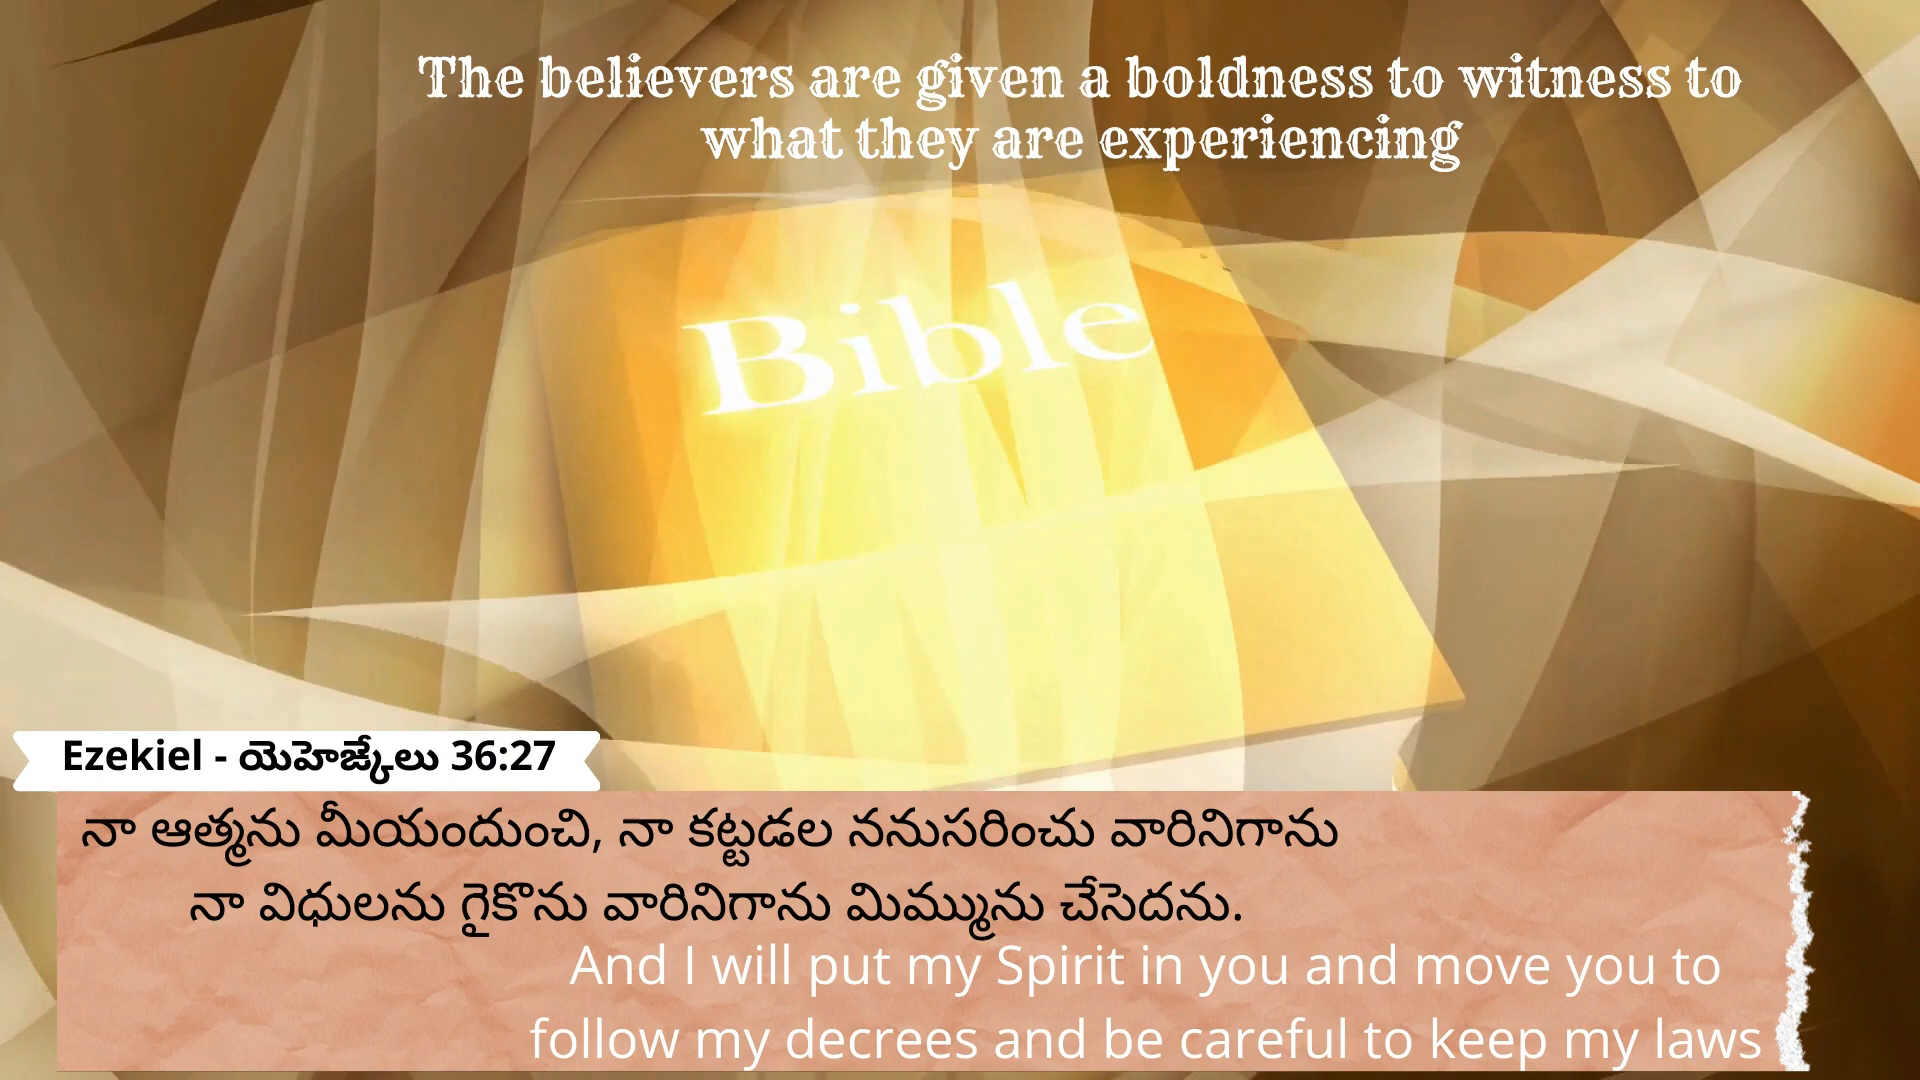 The believers are given a boldness to witness to
what they are experiencing
Bible
Ezekiel - యెహెఙ్కేలు 36:27
నా ఆత్మను మీయందుంచి, నా కట్టడల ననుసరించు వారినిగాను
నా విధులను గైకొను వారినిగాను మిమ్మును చేసెదను.
And I will put my Spirit in you and move you to
follow my decrees and be careful to keep my laws